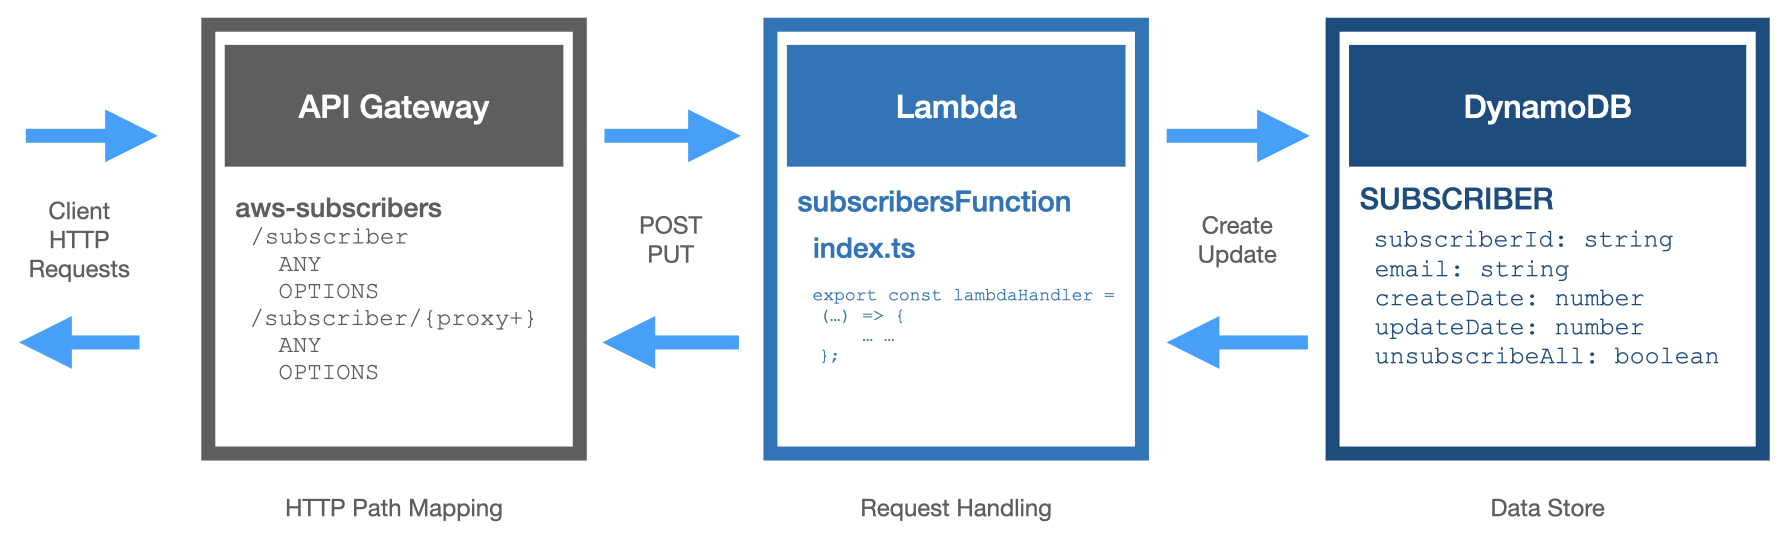 Client
HTTP
Requests
API Gateway
aws-subscribers
/subscriber
ANY
OPTIONS
/subscriber/{proxy+}
ANY
OPTIONS
HTTP Path Mapping
POST
PUT
Lambda
subscribersFunction
index.ts
export const lambdaHandler =
(…) => {
… …
};
Request Handling
Create
Update
DynamoDB
SUBSCRIBER
subscriberId: string
email: string
createDate: number
updateDate: number
unsubscribeAll: boolean
Data Store